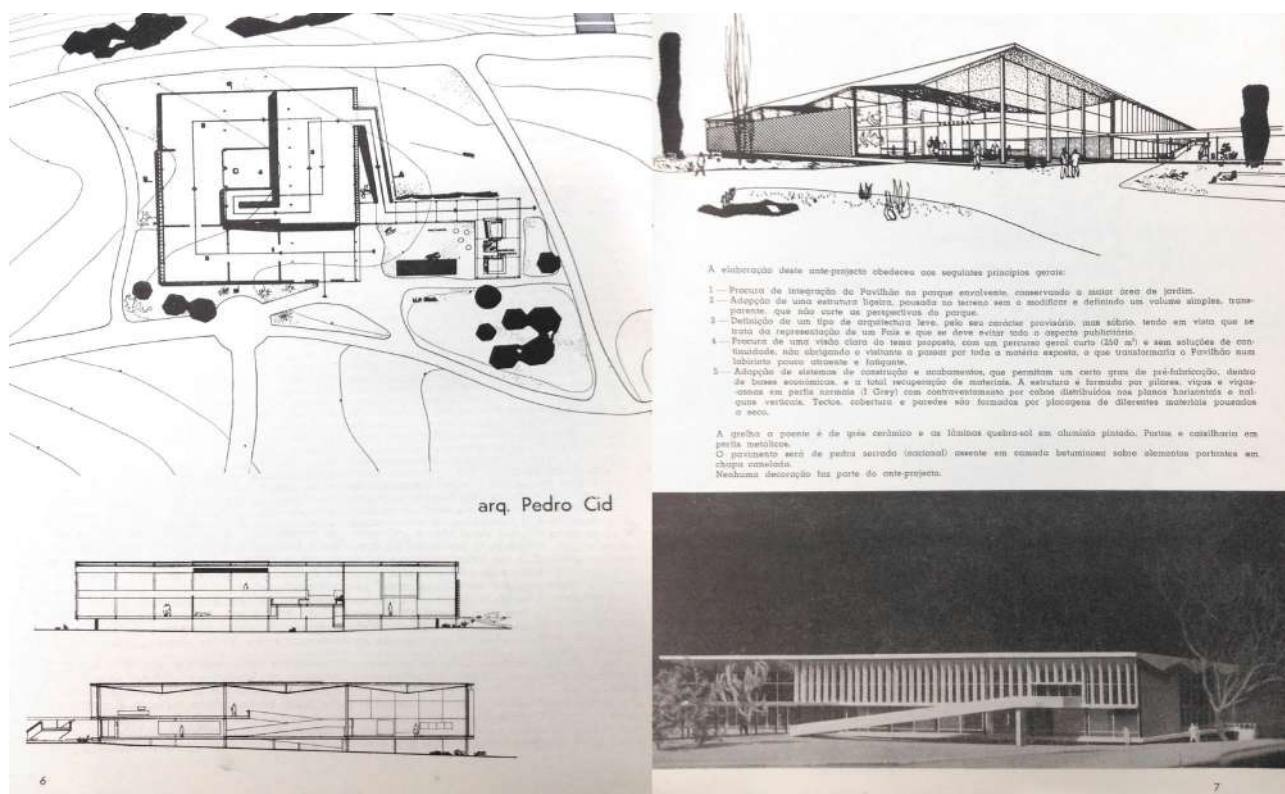 arq. Pedro Cid
6
A elaboração deste ante-projecto obedeceu aos seguintes princípios gerais:
1 — Procura de integração do Pavilhão no parque envolvente, conservando a maior área de jardim.
2 — Adopção de uma estrutura ligeira, pousada no terreno sem o modificar e definindo um volume simples, trans-
parente, que não corte as perspectivas do parque.
3 — Definição de um tipo de arquitectura leve, pelo seu carácter provisório, mas sóbrio, tendo em vista que se
trata da representação de um País e que se deve evitar todo o aspecto publicitário.
4 — Procura de uma visão clara do tema proposto, com um percurso geral curto (250 m²) e sem soluções de con-
tinuidade, não obrigando o visitante a passar por toda a matéria exposta, o que transformaria o Pavilhão num
labirinto pouco atraente e fatigante.
5 — Adopção de sistemas de construção e acabamentos, que permitam um certo grau de pré-fabricação, dentro
de bases económicas, e a total recuperação de materiais. A estrutura é formada por pilares, vigas e vigas-
-asnas em perfis normais (I Grey) com contraventamento por cabos distribuídos nos planos horizontais e nal-
guns verticais. Tectos, cobertura e paredes são formados por placagens de diferentes materiais pousados
a seco.
A grelha a poente é de grés cerâmico e as lâminas quebra-sol em alumínio pintado. Portas e caixilharia em
perfis metálicos.
O pavimento será de pedra serrada (nacional) assente em camada betuminosa sobre elementos portantes em
chapa canelada.
Nenhuma decoração faz parte do ante-projecto.
7